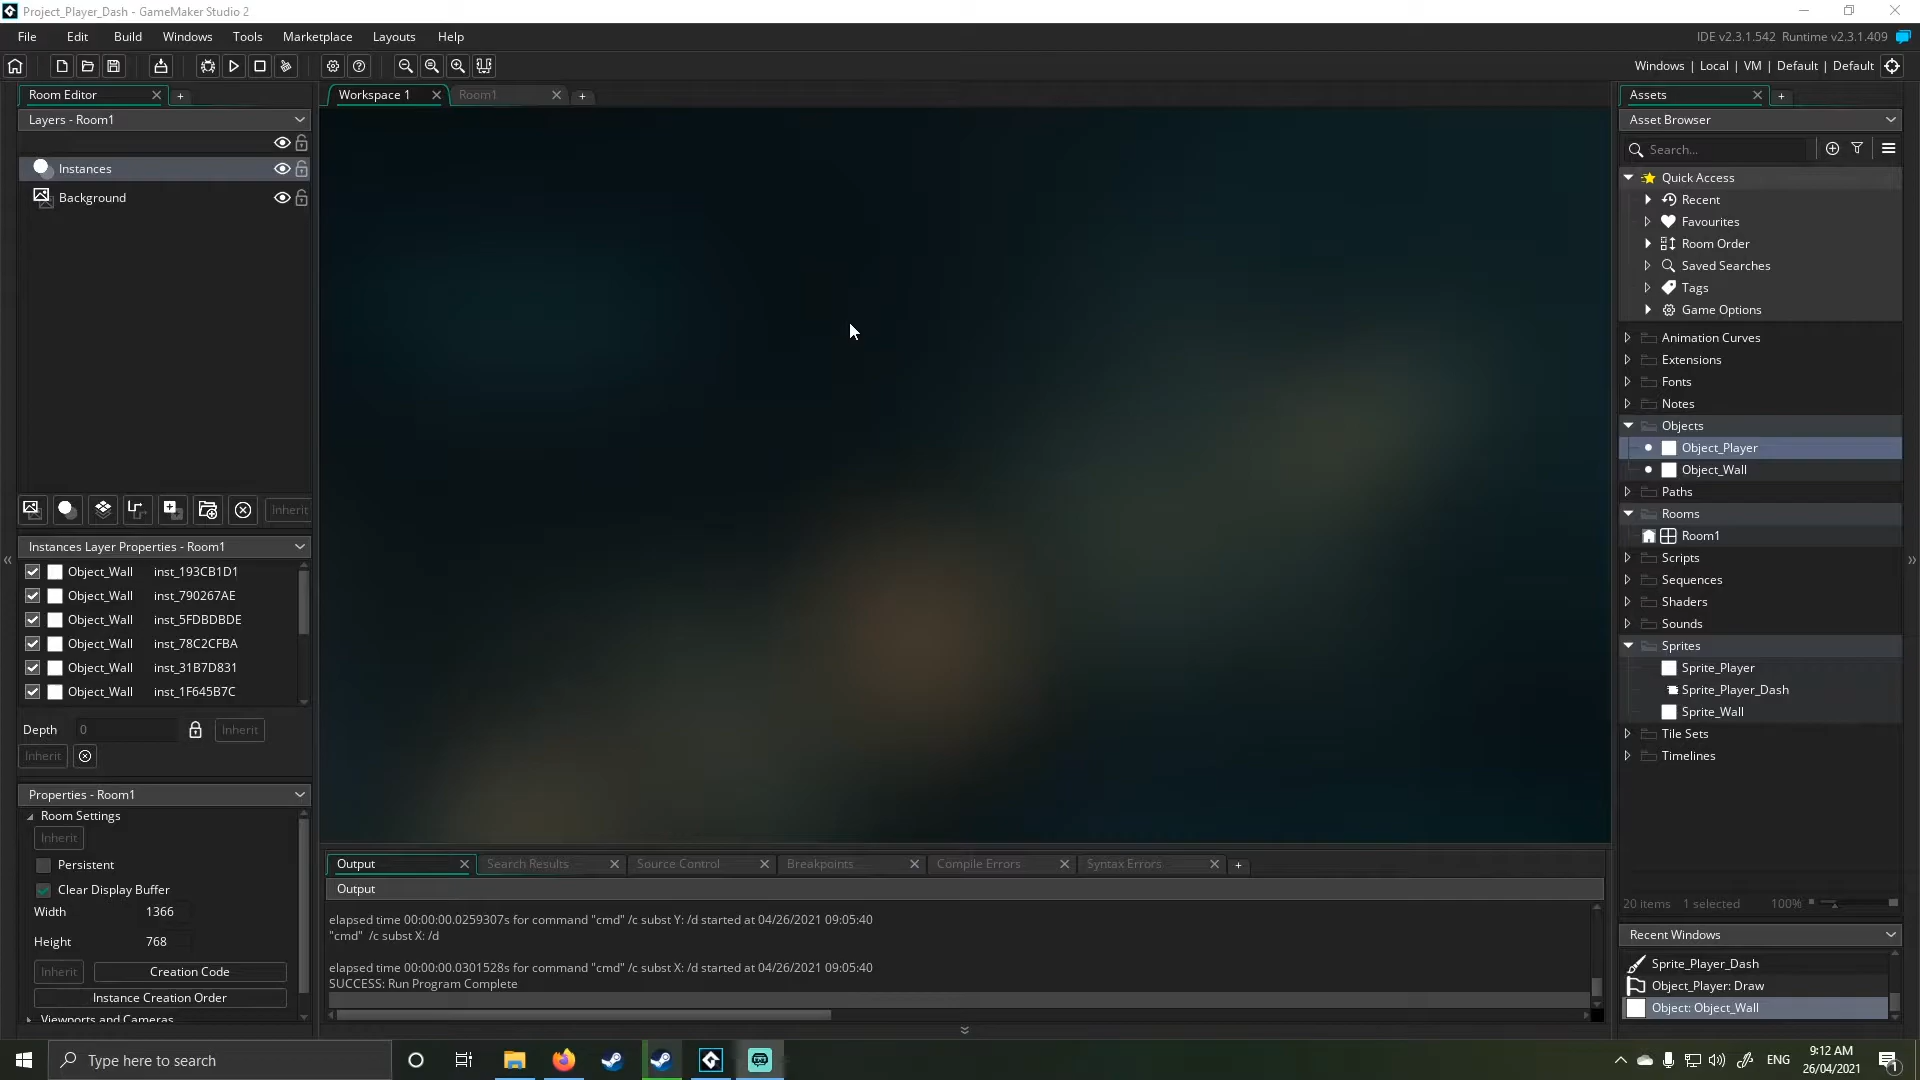 Project_Player_Dash - GameMaker Studio 2
File Edit Build Windows Tools Marketplace Layouts Help
IDE v2.3.1.542 Runtime v2.3.1.409
Windows | Local | VM | Default | Default
Room Editor
Layers - Room1
Instances
Background
Inherit
Instances Layer Properties - Room1
Object_Wall inst_193CB1D1
Object_Wall inst_790267AE
Object_Wall inst_5FDBDBDE
Object_Wall inst_78C2CFBA
Object_Wall inst_31B7D831
Object_Wall inst_1F645B7C
Depth 0 Inherit
Inherit
Properties - Room1
Room Settings
Inherit
Persistent
Clear Display Buffer
Width 1366
Height 768
Inherit Creation Code
Instance Creation Order
Viewports and Cameras
Workspace 1 Room1
Output Search Results Source Control Breakpoints Compile Errors Syntax Errors
Output
elapsed time 00:00:00.0259307s for command "cmd" /c subst Y: /d started at 04/26/2021 09:05:40
"cmd"  /c subst X: /d
elapsed time 00:00:00.0301528s for command "cmd" /c subst X: /d started at 04/26/2021 09:05:40
SUCCESS: Run Program Complete
Assets
Asset Browser
Search...
Quick Access
Recent
Favourites
Room Order
Saved Searches
Tags
Game Options
Animation Curves
Extensions
Fonts
Notes
Objects
Object_Player
Object_Wall
Paths
Rooms
Room1
Scripts
Sequences
Shaders
Sounds
Sprites
Sprite_Player
Sprite_Player_Dash
Sprite_Wall
Tile Sets
Timelines
20 items 1 selected 100%
Recent Windows
Sprite_Player_Dash
Object_Player: Draw
Object: Object_Wall
Type here to search
ENG
9:12 AM
26/04/2021
1